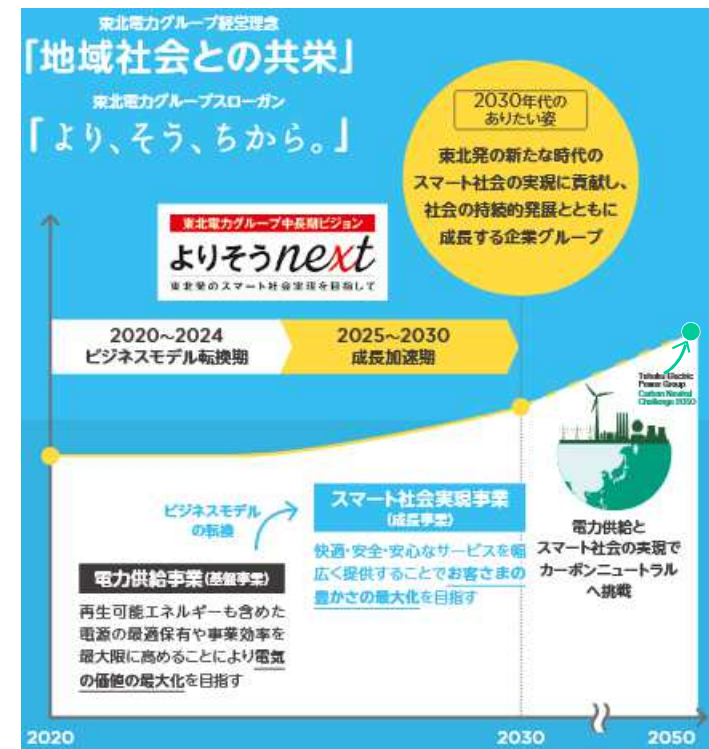 東北電力グループ経営理念
「地域社会との共栄」
東北電力グループスローガン
『より、そう、ちから。』
2030年代の
ありたい姿
東北発の新たな時代の
スマート社会の実現に貢献し、
社会の持続的発展とともに
成長する企業グループ
東北電力グループ中長期ビジョン
よりそうnext
東北発のスマート社会実現を目指して
2020～2024
ビジネスモデル転換期
2025～2030
成長加速期
Tohoku Electric
Power Group
Carbon Neutral
Challenge 2050
ビジネスモデル
の転換
スマート社会実現事業
(成長事業)
快適・安全・安心なサービスを幅
広く提供することでお客さまの
豊かさの最大化を目指す
電力供給事業(基盤事業)
再生可能エネルギーも含めた
電源の最適保有や事業効率を
最大限に高めることにより電気
の価値の最大化を目指す
電力供給と
スマート社会の実現で
カーボンニュートラル
へ挑戦
2020
2030
2050